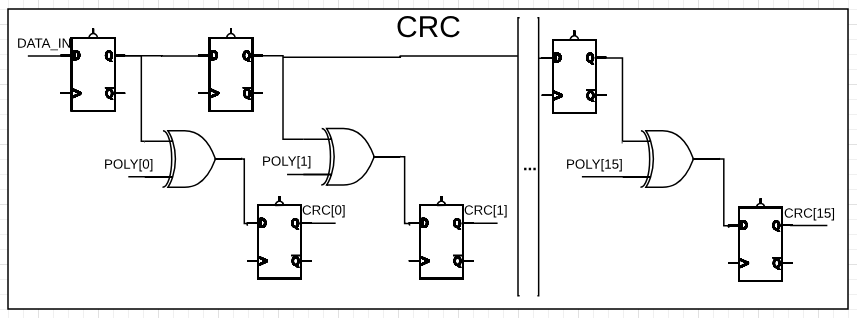 CRC
DATA_IN
D Q
> Q
D Q
> Q
D Q
> Q
POLY[0]
POLY[1]
...
POLY[15]
D Q CRC[0]
> Q
D Q CRC[1]
> Q
D Q CRC[15]
> Q